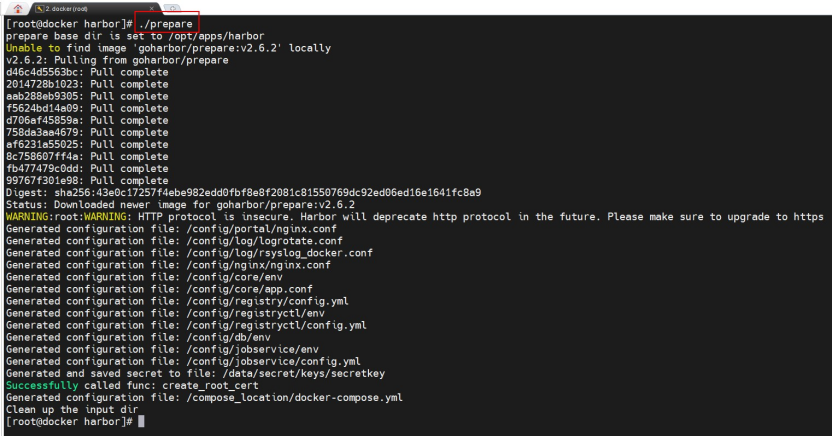 2. docker (root)
[root@docker harbor]# ./prepare
prepare base dir is set to /opt/apps/harbor
Unable to find image 'goharbor/prepare:v2.6.2' locally
v2.6.2: Pulling from goharbor/prepare
d46c4d5563bc: Pull complete
2014728b1023: Pull complete
aab288eb9305: Pull complete
f5624bd14a09: Pull complete
d706af45859a: Pull complete
758da3aa4679: Pull complete
af6231a55025: Pull complete
8c758607ff4a: Pull complete
fb477479c0dd: Pull complete
99767f301e98: Pull complete
Digest: sha256:43e0c17257f4ebe982edd0fbf8e8f2081c81550769dc92ed06ed16e1641fc8a9
Status: Downloaded newer image for goharbor/prepare:v2.6.2
WARNING:root:WARNING: HTTP protocol is insecure. Harbor will deprecate http protocol in the future. Please make sure to upgrade to https
Generated configuration file: /config/portal/nginx.conf
Generated configuration file: /config/log/logrotate.conf
Generated configuration file: /config/log/rsyslog_docker.conf
Generated configuration file: /config/nginx/nginx.conf
Generated configuration file: /config/core/env
Generated configuration file: /config/core/app.conf
Generated configuration file: /config/registry/config.yml
Generated configuration file: /config/registryctl/env
Generated configuration file: /config/registryctl/config.yml
Generated configuration file: /config/db/env
Generated configuration file: /config/jobservice/env
Generated configuration file: /config/jobservice/config.yml
Generated and saved secret to file: /data/secret/keys/secretkey
Successfully called func: create_root_cert
Generated configuration file: /compose_location/docker-compose.yml
Clean up the input dir
[root@docker harbor]#